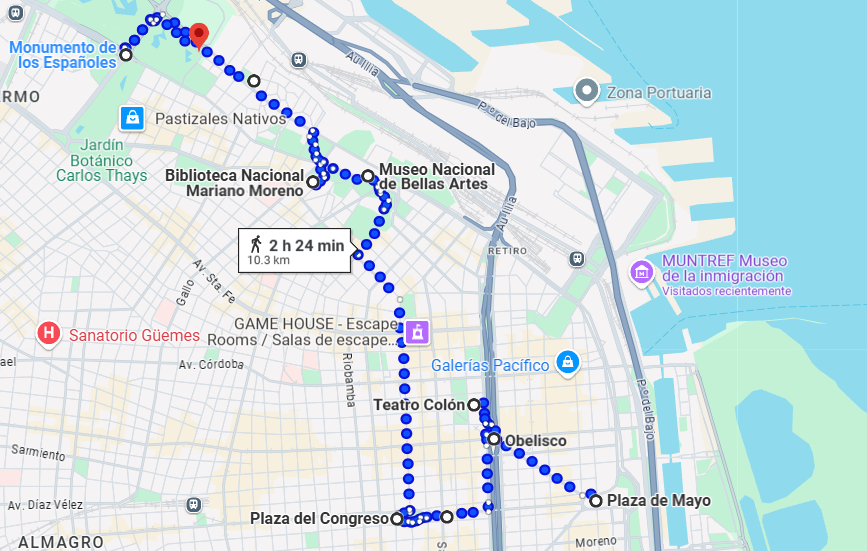 Au Illia
Monumento de
los Españoles
RMO
Zona Portuaria
P.º del Bajo
Pastizales Nativos
Jardín
Botánico
Carlos Thays
Biblioteca Nacional
Mariano Moreno
Museo Nacional
de Bellas Artes
Au Illia
2 h 24 min
10.3 km
RETIRO
MUNTREF Museo
de la inmigración
Visitados recientemente
Av. Sta. Fe
Gallo
GAME HOUSE - Escape
Rooms / Salas de escape...
Sanatorio Güemes
ael
Av. Córdoba
Riobamba
Galerías Pacífico
P.º del Bajo
Teatro Colón
Obelisco
Sarmiento
Av. Díaz Vélez
Plaza de Mayo
Plaza del Congreso
ALMAGRO
Moreno